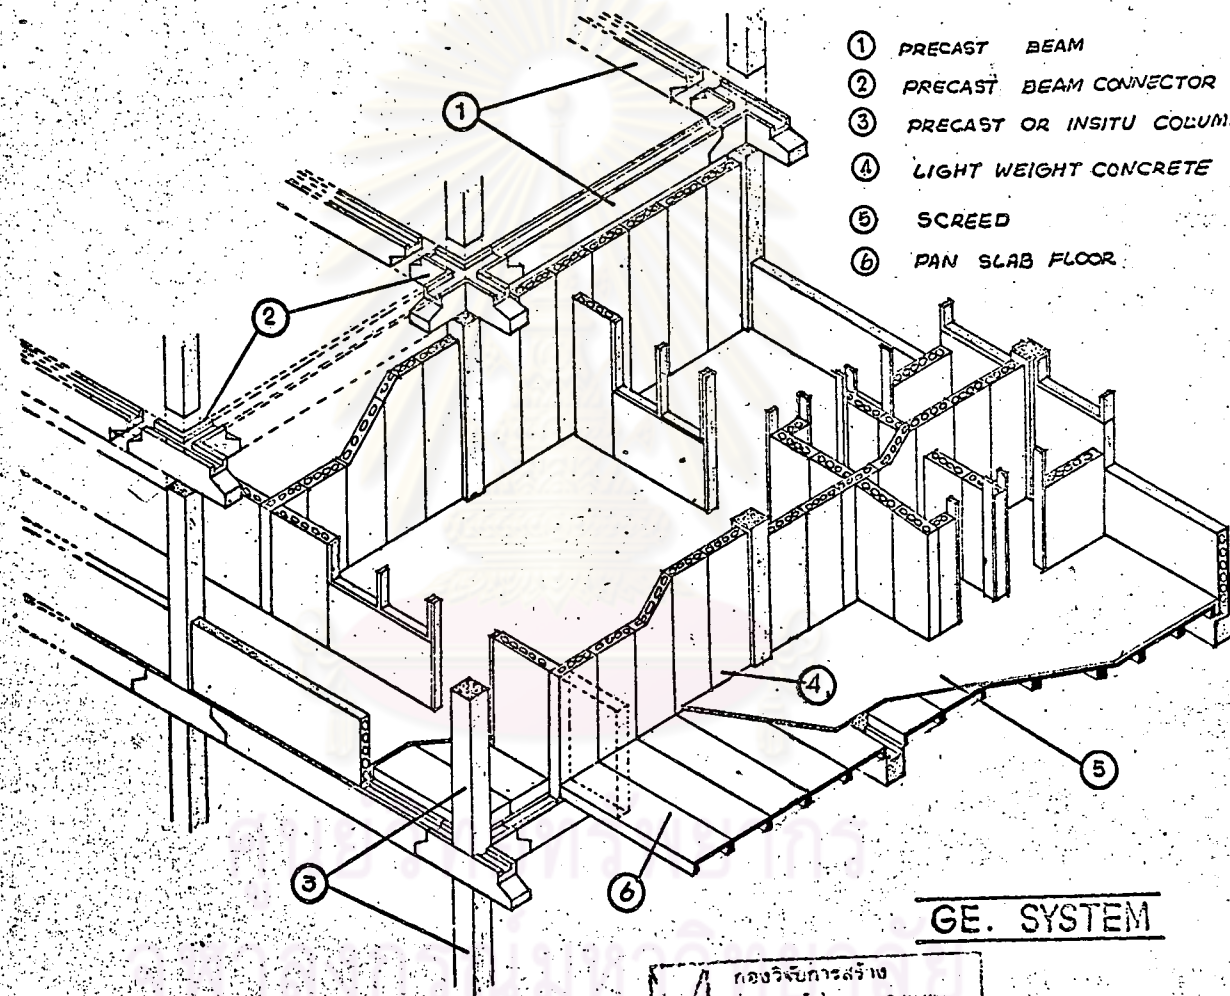 ① PRECAST BEAM
② PRECAST BEAM CONNECTOR
③ PRECAST OR INSITU COLUM
④ LIGHT WEIGHT CONCRETE
⑤ SCREED
⑥ PAN SLAB FLOOR
1
2
3
4
5
6
GE. SYSTEM
กองวิจัยการสร้าง